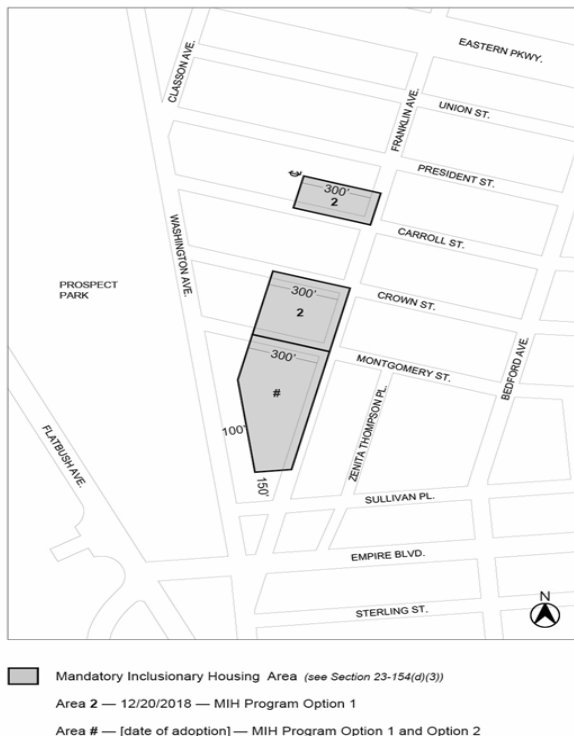 EASTERN PKWY.
CLASSON AVE.
FRANKLIN AVE.
UNION ST.
PRESIDENT ST.
300'
2
CARROLL ST.
WASHINGTON AVE.
PROSPECT
PARK
300'
CROWN ST.
2
300'
MONTGOMERY ST.
BEDFORD AVE.
#
ZENITA THOMPSON PL.
100'
FLATBUSH AVE.
150'
SULLIVAN PL.
EMPIRE BLVD.
N
STERLING ST.
Mandatory Inclusionary Housing Area (see Section 23-154(d)(3))
Area 2 — 12/20/2018 — MIH Program Option 1
Area # — [date of adoption] — MIH Program Option 1 and Option 2